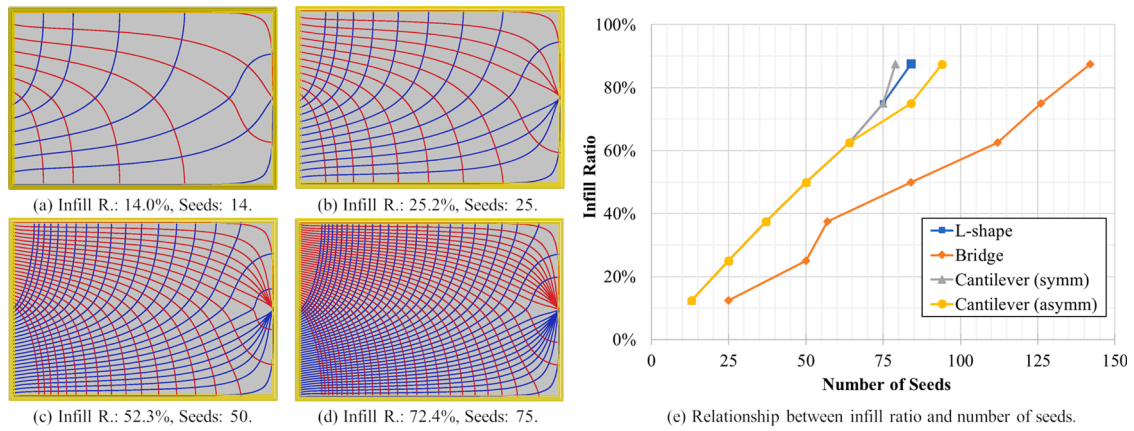 (a) Infill R.: 14.0%, Seeds: 14.
(b) Infill R.: 25.2%, Seeds: 25.
(c) Infill R.: 52.3%, Seeds: 50.
(d) Infill R.: 72.4%, Seeds: 75.
Infill Ratio
100%
80%
60%
40%
20%
0%
0 25 50 75 100 125 150
Number of Seeds
L-shape
Bridge
Cantilever (symm)
Cantilever (asymm)
(e) Relationship between infill ratio and number of seeds.